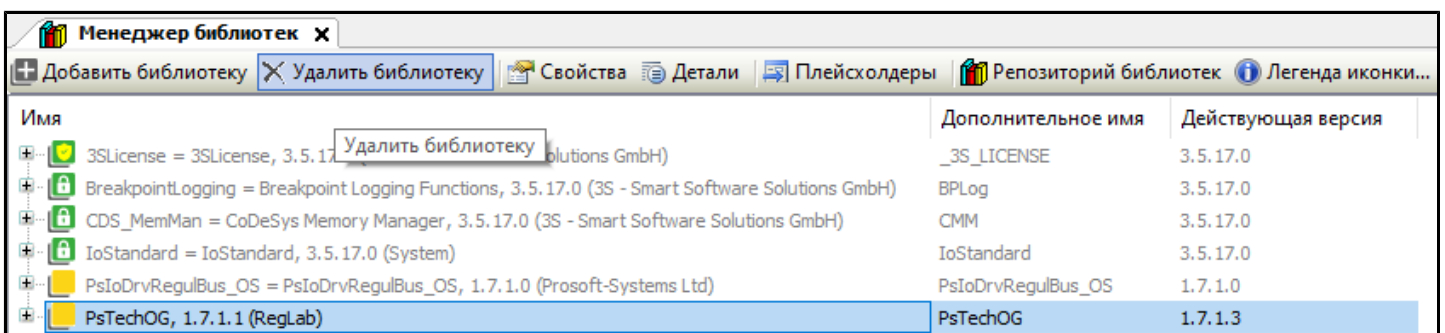 Менеджер библиотек
Добавить библиотеку Удалить библиотеку Свойства Детали Плейсхолдеры Репозиторий библиотек Легенда иконки...
Имя Дополнительное имя Действующая версия
Удалить библиотеку
3SLicense = 3SLicense, 3.5.17 olutions GmbH) _3S_LICENSE 3.5.17.0
BreakpointLogging = Breakpoint Logging Functions, 3.5.17.0 (3S - Smart Software Solutions GmbH) BPLog 3.5.17.0
CDS_MemMan = CoDeSys Memory Manager, 3.5.17.0 (3S - Smart Software Solutions GmbH) CMM 3.5.17.0
IoStandard = IoStandard, 3.5.17.0 (System) IoStandard 3.5.17.0
PsIoDrvRegulBus_OS = PsIoDrvRegulBus_OS, 1.7.1.0 (Prosoft-Systems Ltd) PsIoDrvRegulBus_OS 1.7.1.0
PsTechOG, 1.7.1.1 (RegLab) PsTechOG 1.7.1.3